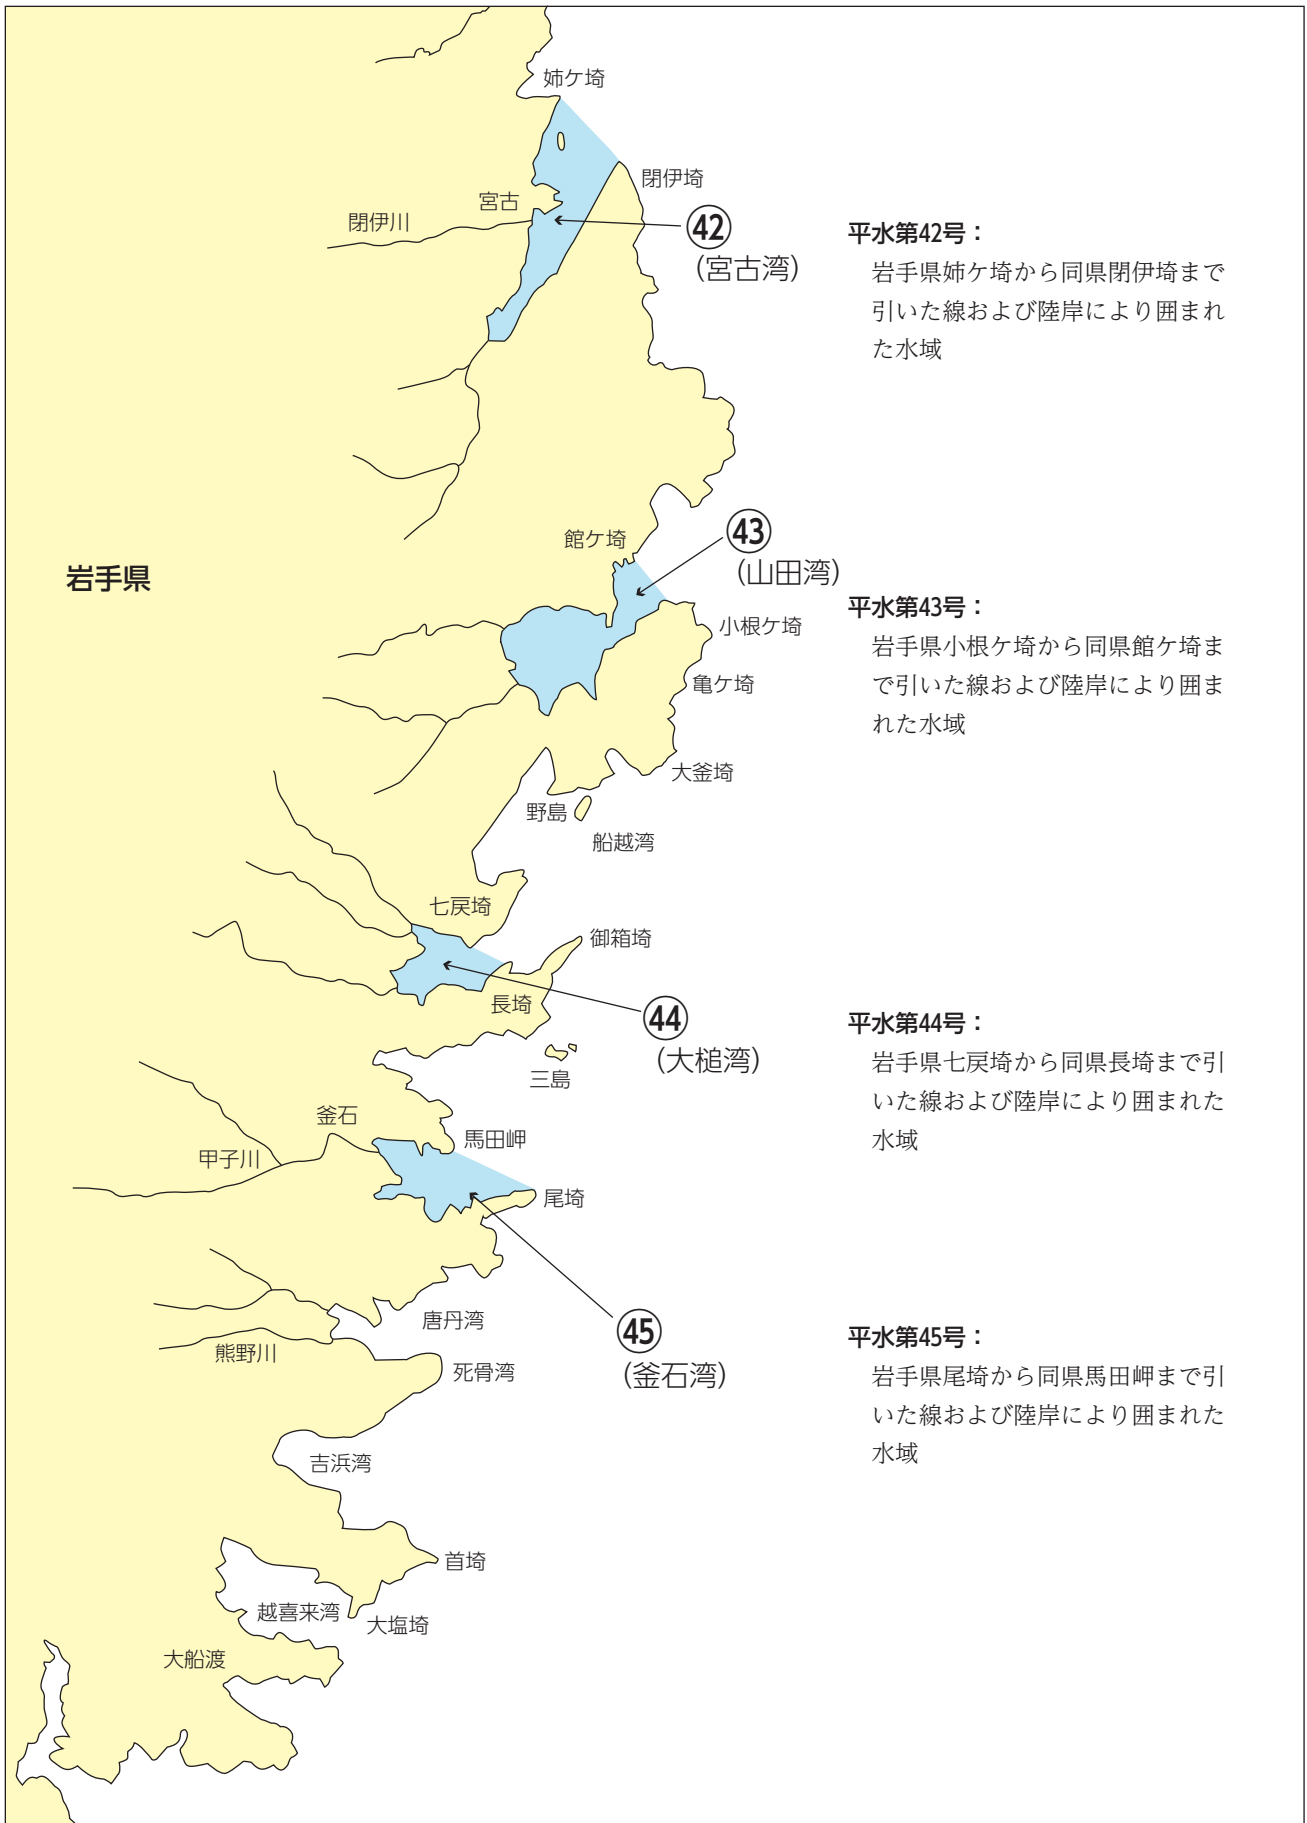 姉ケ埼
閉伊埼
宮古
閉伊川
42
(宮古湾)
平水第42号：
岩手県姉ケ埼から同県閉伊埼まで
引いた線および陸岸により囲まれ
た水域
館ケ埼
43
(山田湾)
岩手県
小根ケ埼
亀ケ埼
大釜埼
野島
船越湾
平水第43号：
岩手県小根ケ埼から同県館ケ埼ま
で引いた線および陸岸により囲ま
れた水域
七戻埼
御箱埼
長埼
44
(大槌湾)
三島
平水第44号：
岩手県七戻埼から同県長埼まで引
いた線および陸岸により囲まれた
水域
釜石
馬田岬
甲子川
尾埼
唐丹湾
熊野川
死骨湾
45
(釜石湾)
平水第45号：
岩手県尾埼から同県馬田岬まで引
いた線および陸岸により囲まれた
水域
吉浜湾
首埼
越喜来湾
大塩埼
大船渡